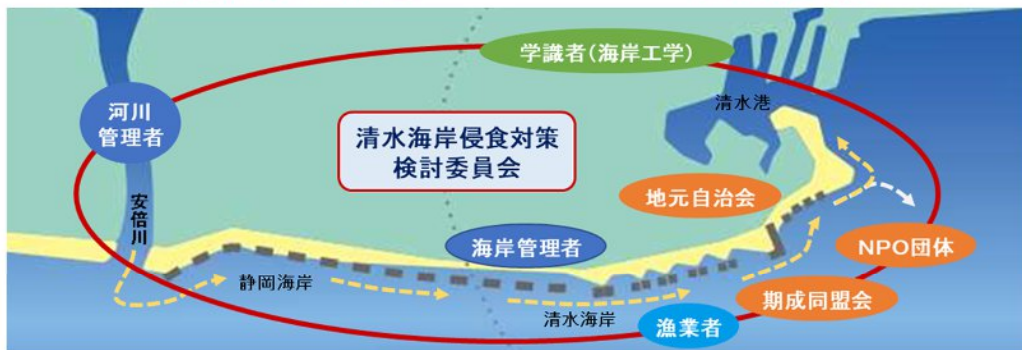 学識者(海岸工学)
清水港
河川
管理者
清水海岸侵食対策
検討委員会
地元自治会
安倍川
海岸管理者
NPO団体
静岡海岸
期成同盟会
清水海岸
漁業者